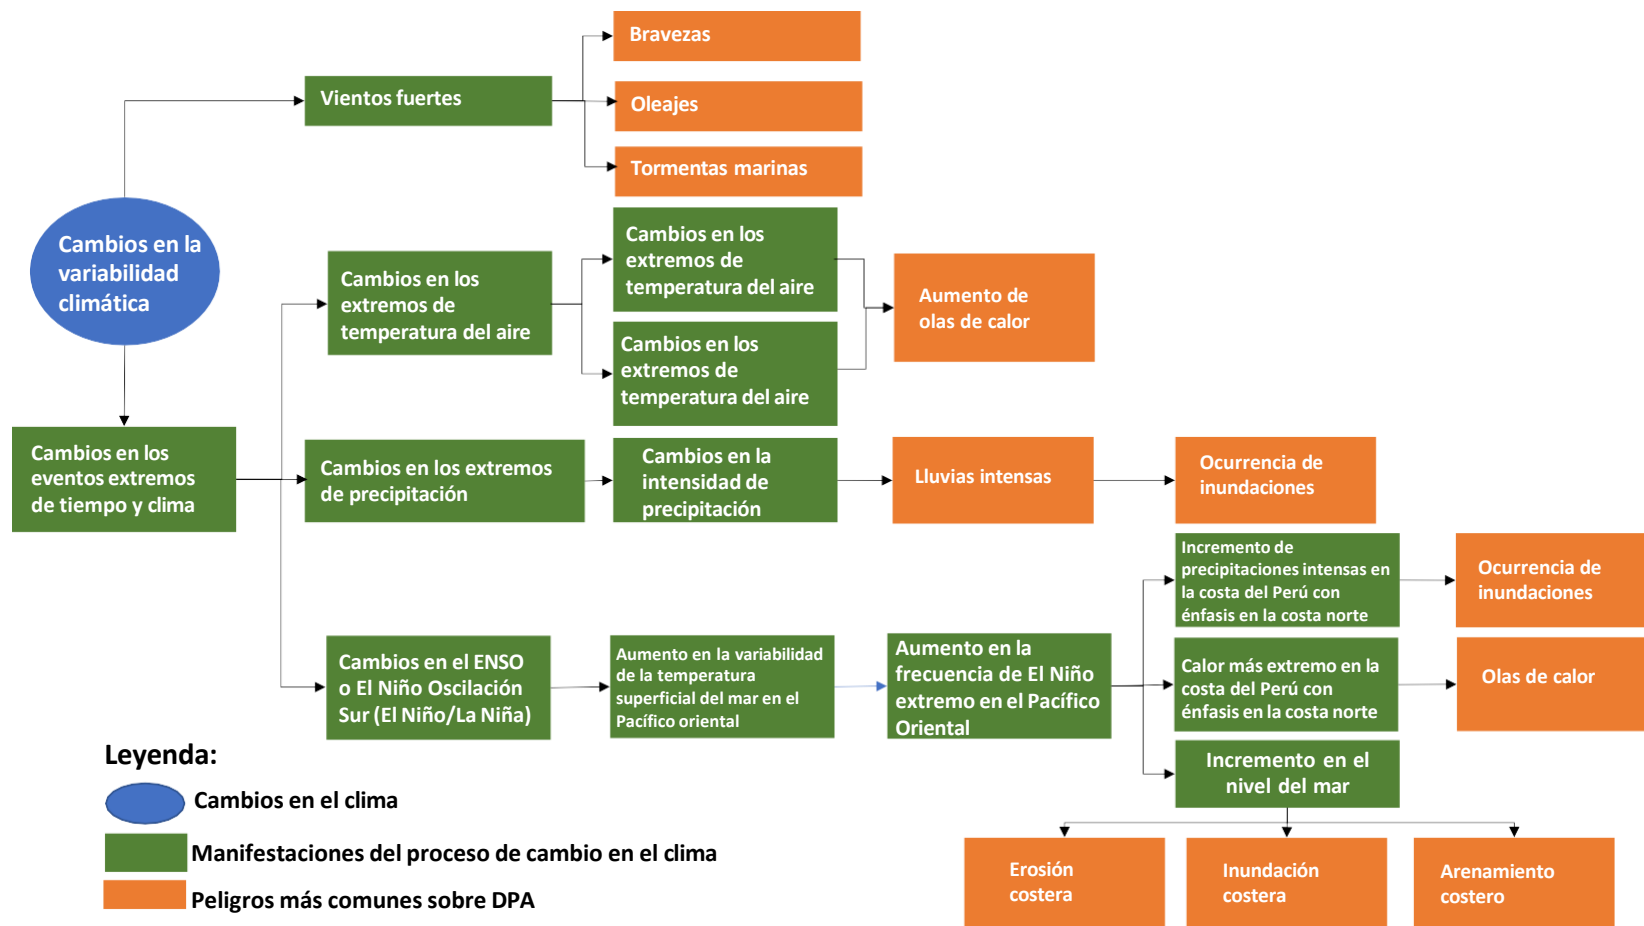 Bravezas
Vientos fuertes
Oleajes
Tormentas marinas
Cambios en la
variabilidad
climática
Cambios en los
extremos de
temperatura del aire
Cambios en los
extremos de
temperatura del aire
Cambios en los
extremos de
temperatura del aire
Aumento de
olas de calor
Cambios en los
eventos extremos
de tiempo y clima
Cambios en los extremos
de precipitación
Cambios en la
intensidad de
precipitación
Lluvias intensas
Ocurrencia de
inundaciones
Cambios en el ENSO
o El Niño Oscilación
Sur (El Niño/La Niña)
Aumento en la variabilidad
de la temperatura
superficial del mar en el
Pacífico oriental
Aumento en la
frecuencia de El Niño
extremo en el Pacífico
Oriental
Incremento de
precipitaciones intensas en
la costa del Perú con
énfasis en la costa norte
Ocurrencia de
inundaciones
Calor más extremo en la
costa del Perú con
énfasis en la costa norte
Olas de calor
Incremento en el
nivel del mar
Erosión
costera
Inundación
costera
Arenamiento
costero
Leyenda:
Cambios en el clima
Manifestaciones del proceso de cambio en el clima
Peligros más comunes sobre DPA